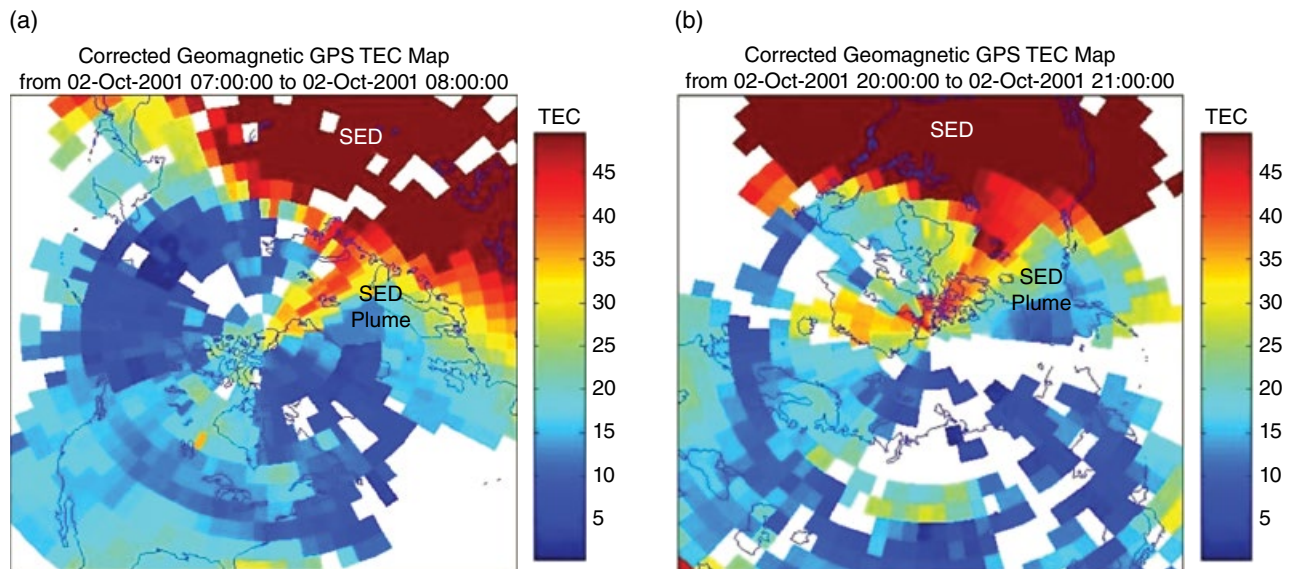 (a)
Corrected Geomagnetic GPS TEC Map
from 02-Oct-2001 07:00:00 to 02-Oct-2001 08:00:00
SED
SED
Plume
TEC
45
40
35
30
25
20
15
10
5
(b)
Corrected Geomagnetic GPS TEC Map
from 02-Oct-2001 20:00:00 to 02-Oct-2001 21:00:00
SED
SED
Plume
TEC
45
40
35
30
25
20
15
10
5